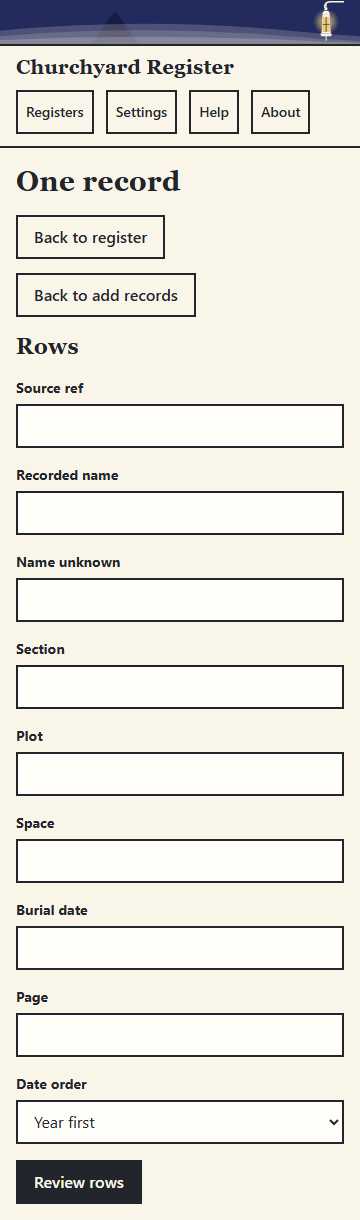 Churchyard Register
Registers Settings Help About
One record
Back to register
Back to add records
Rows
Source ref
Recorded name
Name unknown
Section
Plot
Space
Burial date
Page
Date order
Year first
Review rows